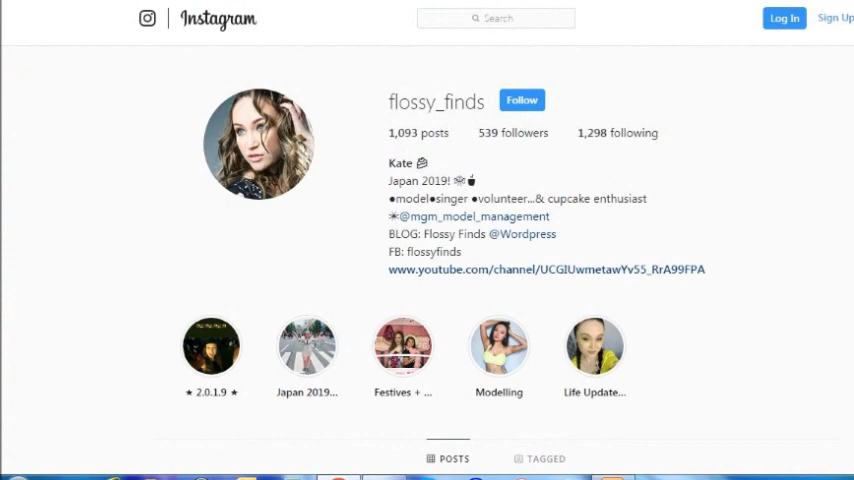 Instagram
Search
Log In
Sign Up
flossy_finds
Follow
1,093 posts 539 followers 1,298 following
Kate
Japan 2019!
●model●singer ●volunteer...& cupcake enthusiast
@mgm_model_management
BLOG: Flossy Finds @Wordpress
FB: flossyfinds
www.youtube.com/channel/UCGIUwmetawYv55_RrA99FPA
★ 2.0.1.9 ★
Japan 2019...
Festives + ...
Modelling
Life Update...
POSTS
TAGGED